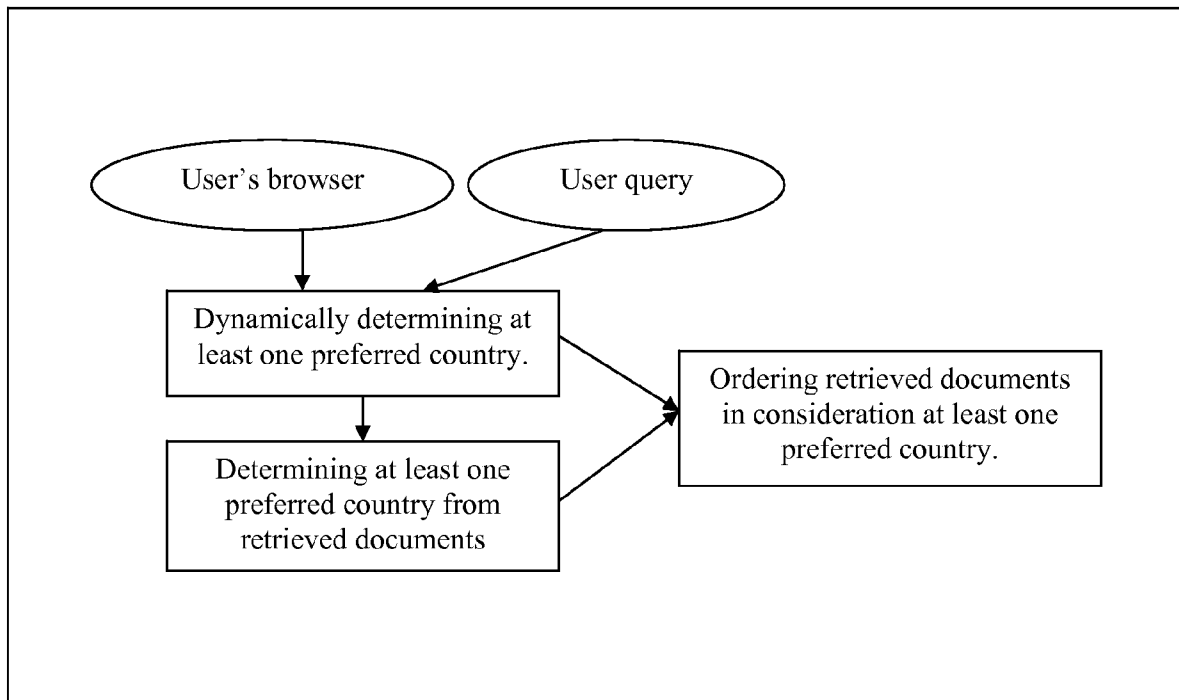 User’s browser
User query
Dynamically determining at
least one preferred country.
Ordering retrieved documents
in consideration at least one
preferred country.
Determining at least one
preferred country from
retrieved documents